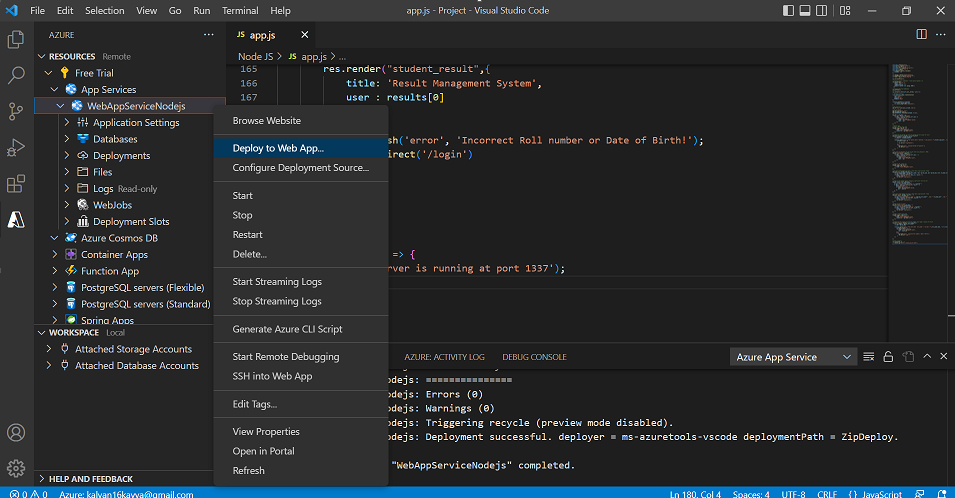 File Edit Selection View Go Run Terminal Help
app.js - Project - Visual Studio Code
AZURE
RESOURCES Remote
Free Trial
App Services
WebAppServiceNodejs
Application Settings
Databases
Deployments
Files
Logs Read-only
WebJobs
Deployment Slots
Azure Cosmos DB
Container Apps
Function App
PostgreSQL servers (Flexible)
PostgreSQL servers (Standard)
Spring Apps
WORKSPACE Local
Attached Storage Accounts
Attached Database Accounts
HELP AND FEEDBACK
Browse Website
Deploy to Web App...
Configure Deployment Source...
Start
Stop
Restart
Delete...
Start Streaming Logs
Stop Streaming Logs
Generate Azure CLI Script
Start Remote Debugging
SSH into Web App
Edit Tags...
View Properties
Open in Portal
Refresh
JS app.js
Node JS > JS app.js > ...
165 res.render("student_result",{
166 title: 'Result Management System',
167 user : results[0]
sh('error', 'Incorrect Roll number or Date of Birth!');
direct('/login')
=> {
rver is running at port 1337');
AZURE: ACTIVITY LOG DEBUG CONSOLE
Azure App Service
odejs: ===============
odejs: Errors (0)
odejs: Warnings (0)
odejs: Triggering recycle (preview mode disabled).
odejs: Deployment successful. deployer = ms-azuretools-vscode deploymentPath = ZipDeploy.
"WebAppServiceNodejs" completed.
0 0 Azure: kalyan16kavya@gmail.com
Ln 180, Col 4 Spaces: 4 UTF-8 CRLF {} JavaScript